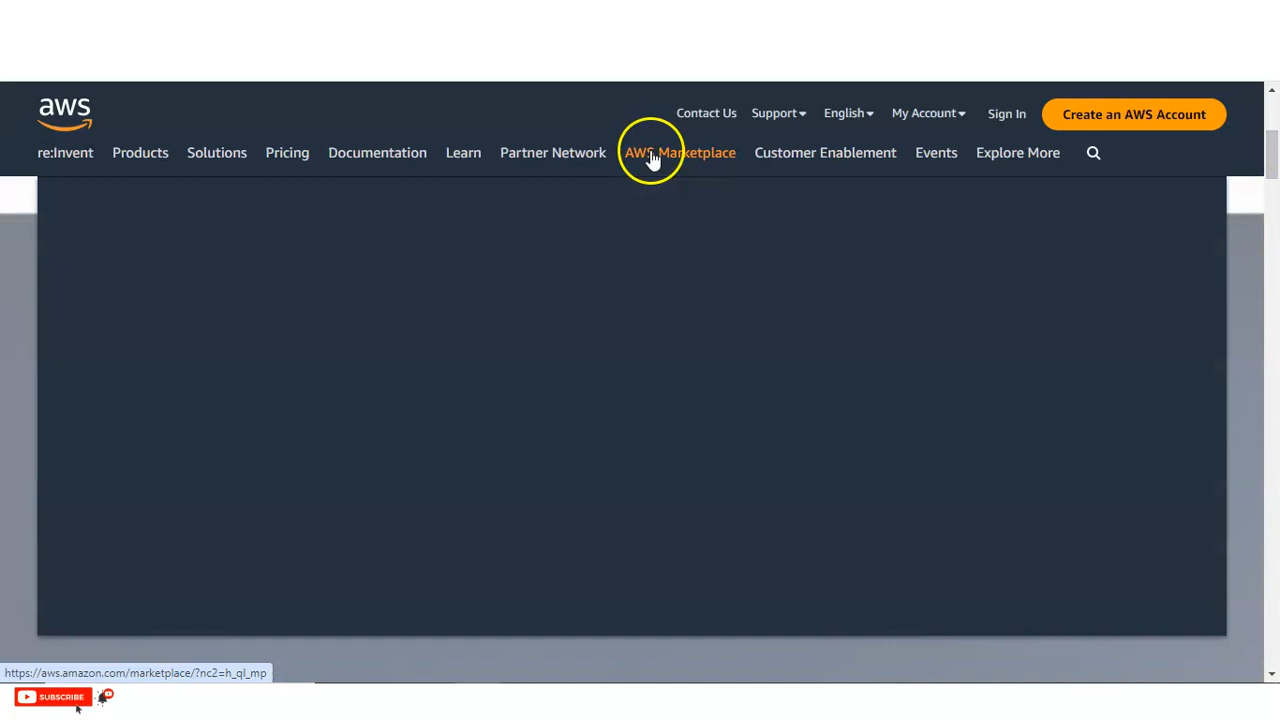 aws
Contact Us Support English My Account Sign In Create an AWS Account
re:Invent Products Solutions Pricing Documentation Learn Partner Network AWS Marketplace Customer Enablement Events Explore More
https://aws.amazon.com/marketplace/?nc2=h_ql_mp
SUBSCRIBE